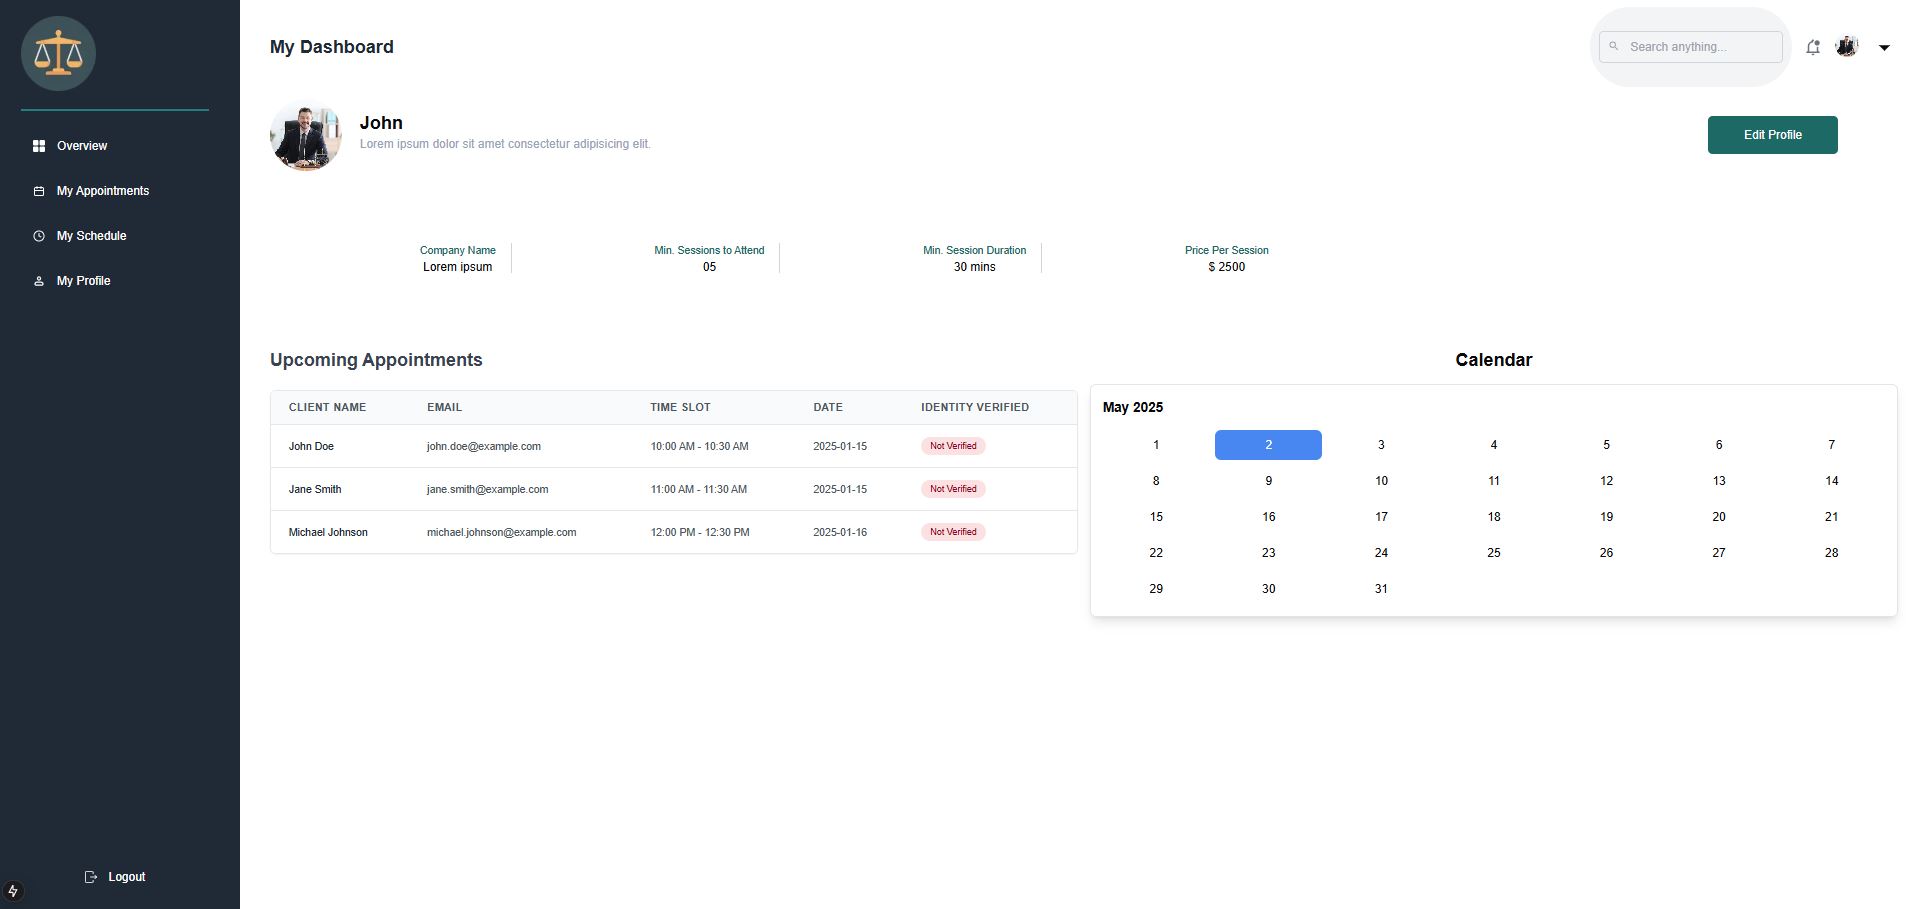 My Dashboard
Search anything...
Overview
My Appointments
My Schedule
My Profile
Logout
John
Lorem ipsum dolor sit amet consectetur adipisicing elit.
Edit Profile
Company Name
Lorem ipsum
Min. Sessions to Attend
05
Min. Session Duration
30 mins
Price Per Session
$ 2500
Upcoming Appointments
CLIENT NAME EMAIL TIME SLOT DATE IDENTITY VERIFIED
John Doe john.doe@example.com 10:00 AM - 10:30 AM 2025-01-15 Not Verified
Jane Smith jane.smith@example.com 11:00 AM - 11:30 AM 2025-01-15 Not Verified
Michael Johnson michael.johnson@example.com 12:00 PM - 12:30 PM 2025-01-16 Not Verified
Calendar
May 2025
1 2 3 4 5 6 7
8 9 10 11 12 13 14
15 16 17 18 19 20 21
22 23 24 25 26 27 28
29 30 31